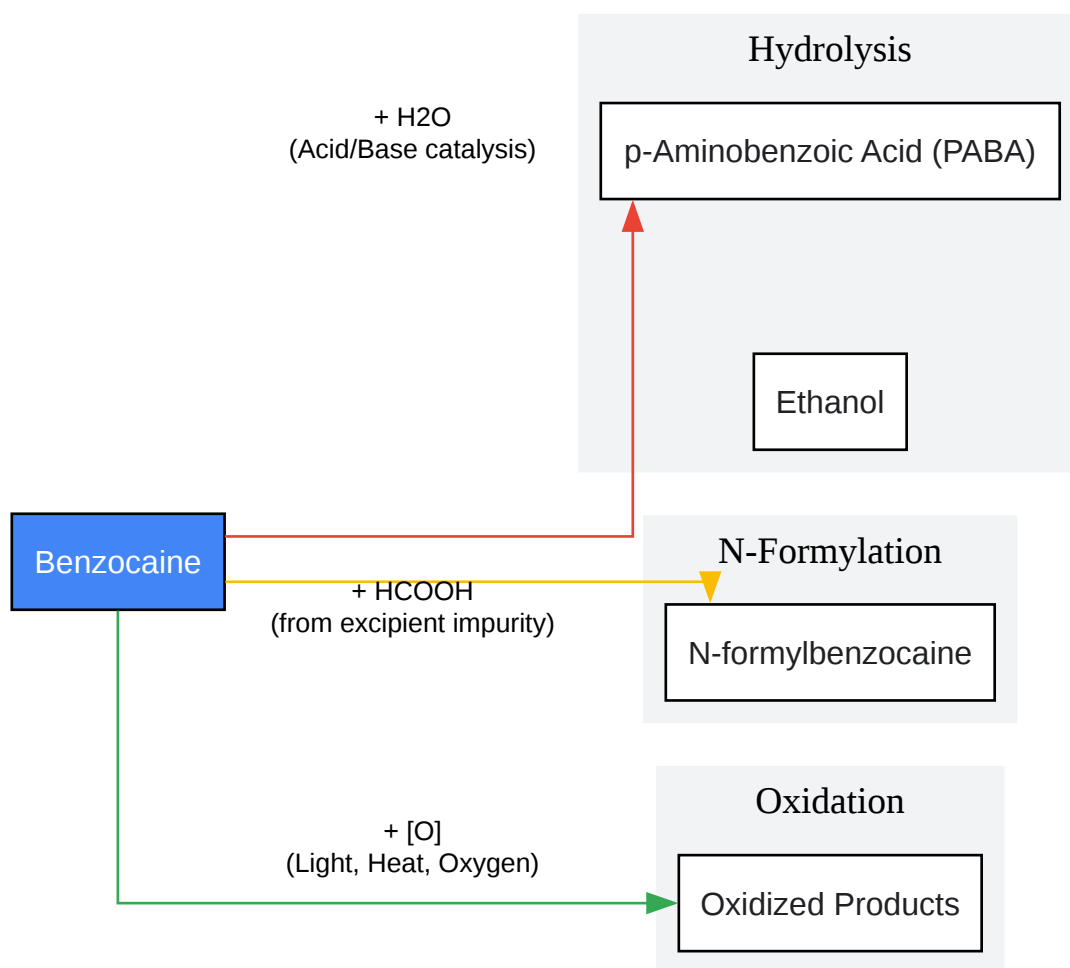 Hydrolysis
+ H2O
(Acid/Base catalysis)
p-Aminobenzoic Acid (PABA)
Ethanol
Benzocaine
N-Formylation
+ HCOOH
(from excipient impurity)
N-formylbenzocaine
Oxidation
+ [O]
(Light, Heat, Oxygen)
Oxidized Products